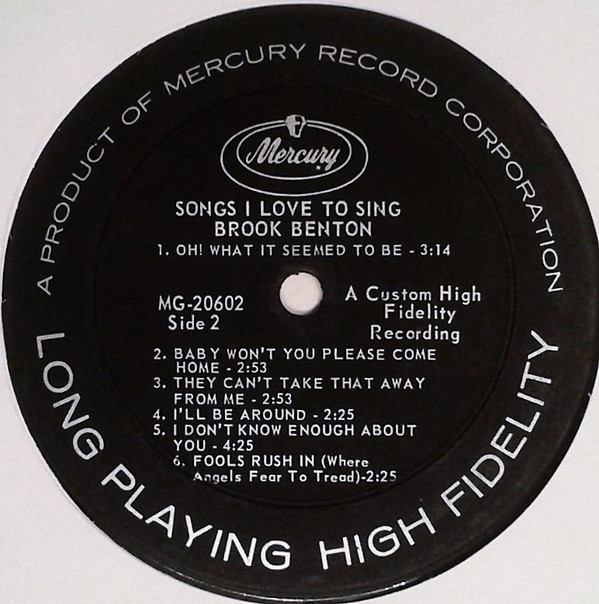 A PRODUCT OF MERCURY RECORD CORPORATION
Mercury
SONGS I LOVE TO SING
BROOK BENTON
1. OH! WHAT IT SEEMED TO BE - 3:14
MG-20602
Side 2
A Custom High
Fidelity
Recording
2. BABY WON'T YOU PLEASE COME
HOME - 2:53
3. THEY CAN'T TAKE THAT AWAY
FROM ME - 2:53
4. I'LL BE AROUND - 2:25
5. I DON'T KNOW ENOUGH ABOUT
YOU - 4:25
6. FOOLS RUSH IN (Where
Angels Fear To Tread)-2:25
LONG PLAYING HIGH FIDELITY